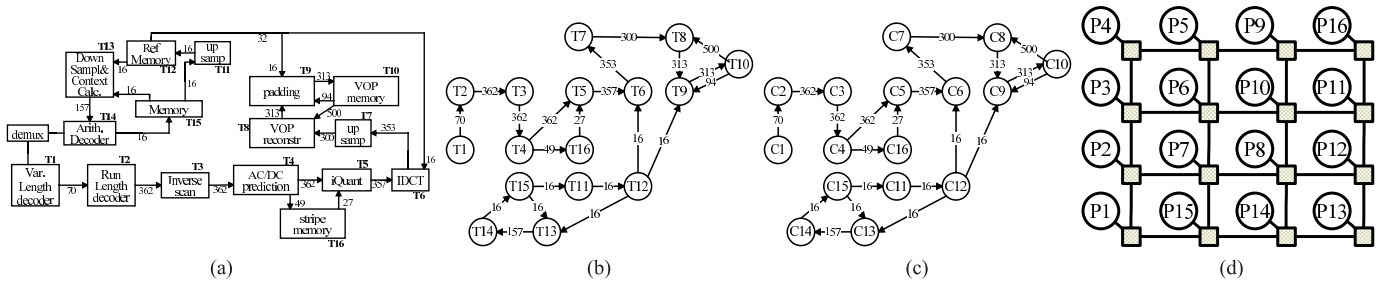 T13
Down
Sampl&
Context
Calc.
Ref
Memory
T12
up
samp
T11
16
16
16
16
32
157
Memory
T15
T14
Arith.
Decoder
16
demux
T1
Var.
Length
decoder
70
T2
Run
Length
decoder
362
T3
Inverse
scan
362
T4
AC/DC
prediction
362
T5
iQuant
357
IDCT
T6
16
49
27
stripe
memory
T16
T9
padding
16
313
94
T10
VOP
memory
500
313
T8
VOP
reconstr
300
T7
up
samp
353
(a)
T7
300
T8
353
313
500
T10
313
94
T2
362
T3
T5
357
T6
T9
70
362
362
27
T1
T4
49
T16
16
16
T15
16
T11
16
T12
16
16
16
T14
157
T13
(b)
C7
300
C8
353
313
500
C10
313
94
C2
362
C3
C5
357
C6
C9
70
362
362
27
C1
C4
49
C16
16
16
C15
16
C11
16
C12
16
16
16
C14
157
C13
(c)
P4 P5 P9 P16
P3 P6 P10 P11
P2 P7 P8 P12
P1 P15 P14 P13
(d)